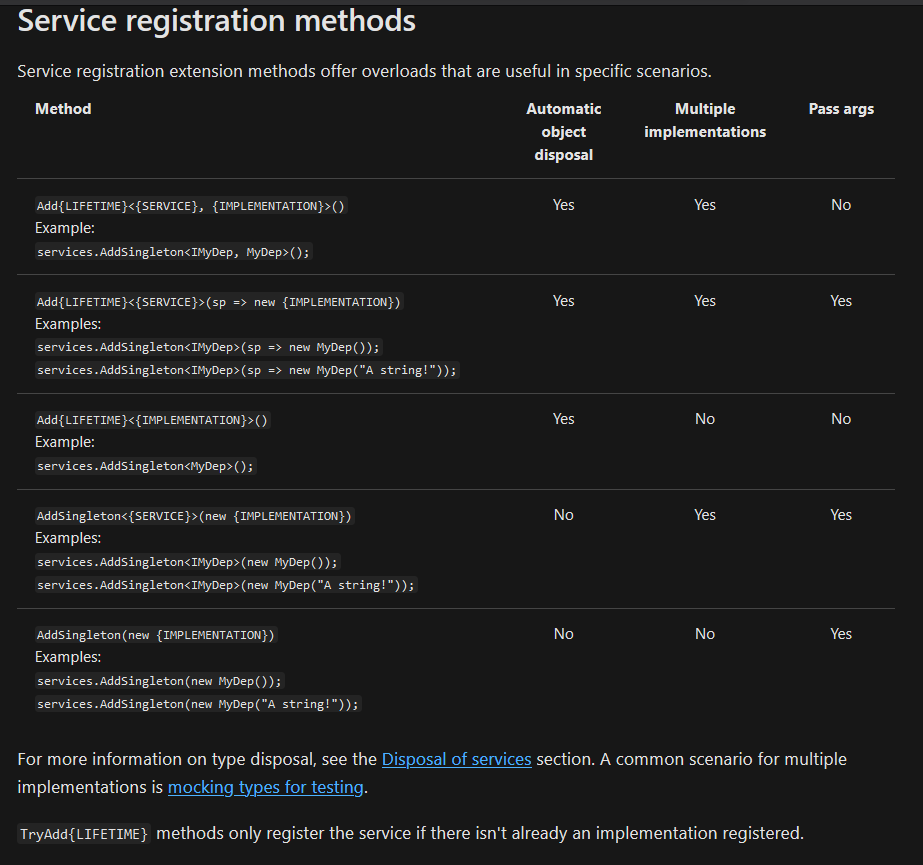 Service registration methods
Service registration extension methods offer overloads that are useful in specific scenarios.
Method
Automatic
object
disposal
Multiple
implementations
Pass args
Add{LIFETIME}<{SERVICE}, {IMPLEMENTATION}>()
Example:
services.AddSingleton<IMyDep, MyDep>();
Yes
Yes
No
Add{LIFETIME}<{SERVICE}>(sp => new {IMPLEMENTATION})
Examples:
services.AddSingleton<IMyDep>(sp => new MyDep());
services.AddSingleton<IMyDep>(sp => new MyDep("A string!"));
Yes
Yes
Yes
Add{LIFETIME}<{IMPLEMENTATION}>()
Example:
services.AddSingleton<MyDep>();
Yes
No
No
AddSingleton<{SERVICE}>(new {IMPLEMENTATION})
Examples:
services.AddSingleton<IMyDep>(new MyDep());
services.AddSingleton<IMyDep>(new MyDep("A string!"));
No
Yes
Yes
AddSingleton(new {IMPLEMENTATION})
Examples:
services.AddSingleton(new MyDep());
services.AddSingleton(new MyDep("A string!"));
No
No
Yes
For more information on type disposal, see the Disposal of services section. A common scenario for multiple
implementations is mocking types for testing.
TryAdd{LIFETIME} methods only register the service if there isn't already an implementation registered.